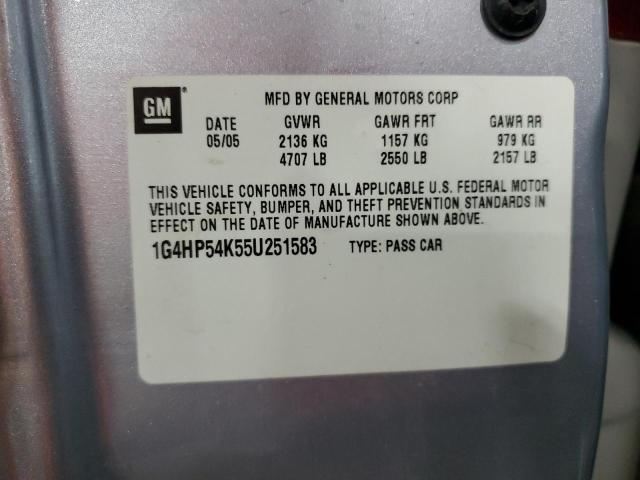 GM
MFD BY GENERAL MOTORS CORP
DATE GVWR GAWR FRT GAWR RR
05/05 2136 KG 1157 KG 979 KG
4707 LB 2550 LB 2157 LB
THIS VEHICLE CONFORMS TO ALL APPLICABLE U.S. FEDERAL MOTOR
VEHICLE SAFETY, BUMPER, AND THEFT PREVENTION STANDARDS IN
EFFECT ON THE DATE OF MANUFACTURE SHOWN ABOVE.
1G4HP54K55U251583 TYPE: PASS CAR